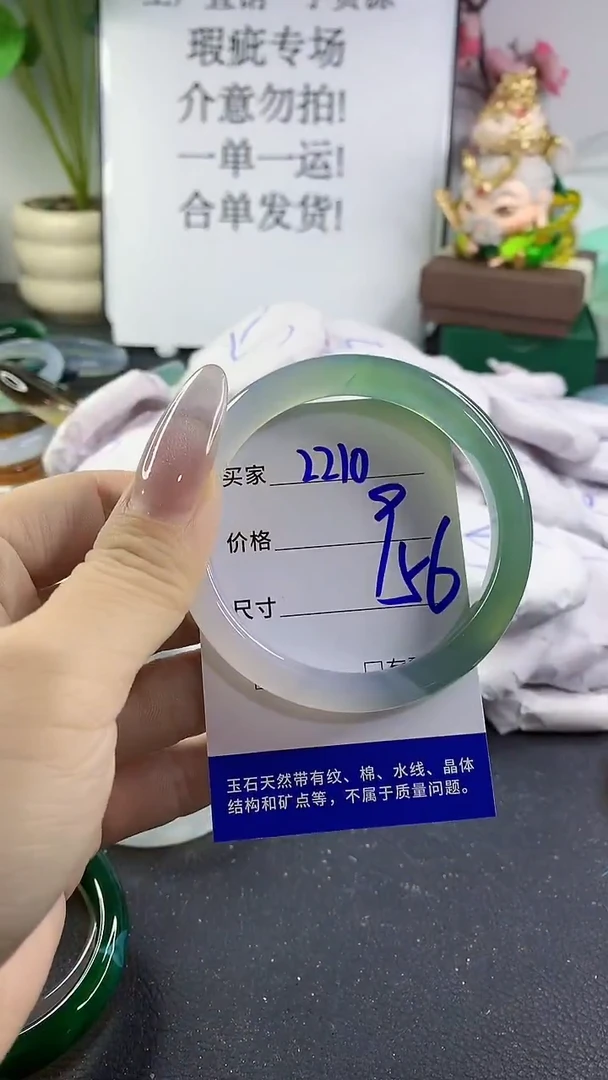 瑕疵专场
介意勿拍!
一单一运!
合单发货!
买家 2210
价格
尺寸 56
玉石天然带有纹、棉、水线、晶体
结构和矿点等，不属于质量问题。